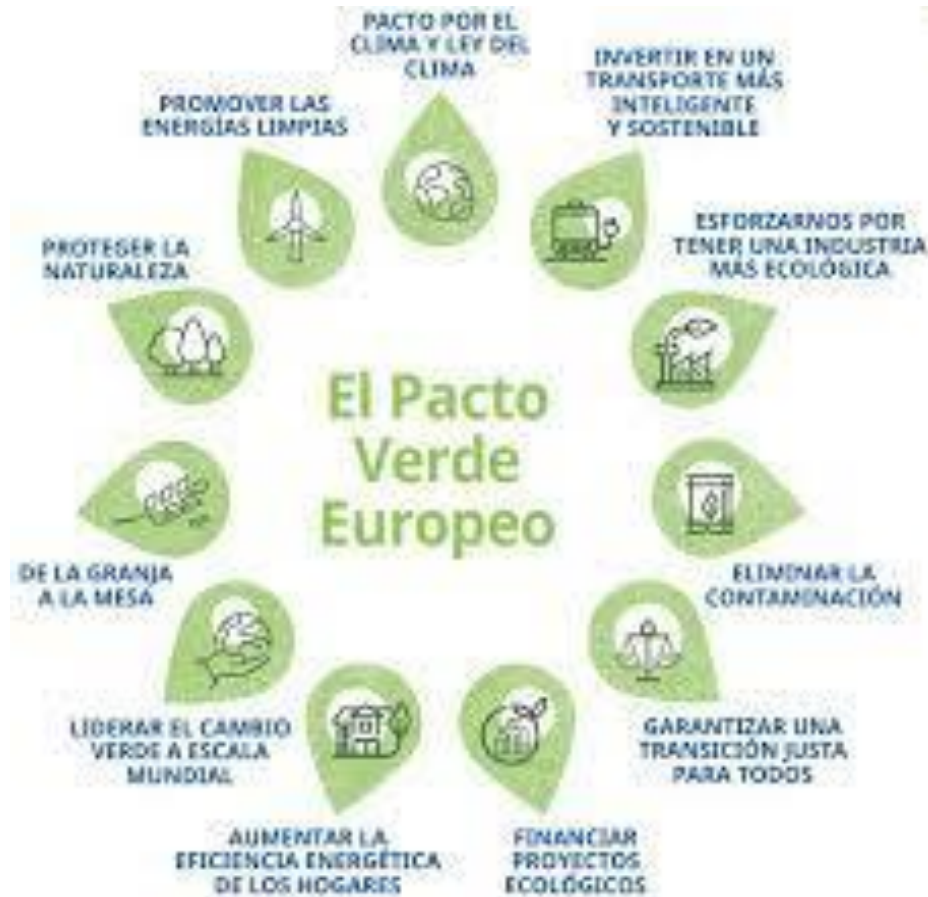 PACTO POR EL
CLIMA Y LEY DEL
CLIMA
INVERTIR EN UN
TRANSPORTE MÁS
INTELIGENTE
Y SOSTENIBLE
ESFORZARNOS POR
TENER UNA INDUSTRIA
MÁS ECOLÓGICA
ELIMINAR LA
CONTAMINACIÓN
GARANTIZAR UNA
TRANSICIÓN JUSTA
PARA TODOS
FINANCIAR
PROYECTOS
ECOLÓGICOS
AUMENTAR LA
EFICIENCIA ENERGÉTICA
DE LOS HOGARES
LIDERAR EL CAMBIO
VERDE A ESCALA
MUNDIAL
DE LA GRANJA
A LA MESA
PROTEGER LA
NATURALEZA
PROMOVER LAS
ENERGÍAS LIMPIAS
El Pacto
Verde
Europeo